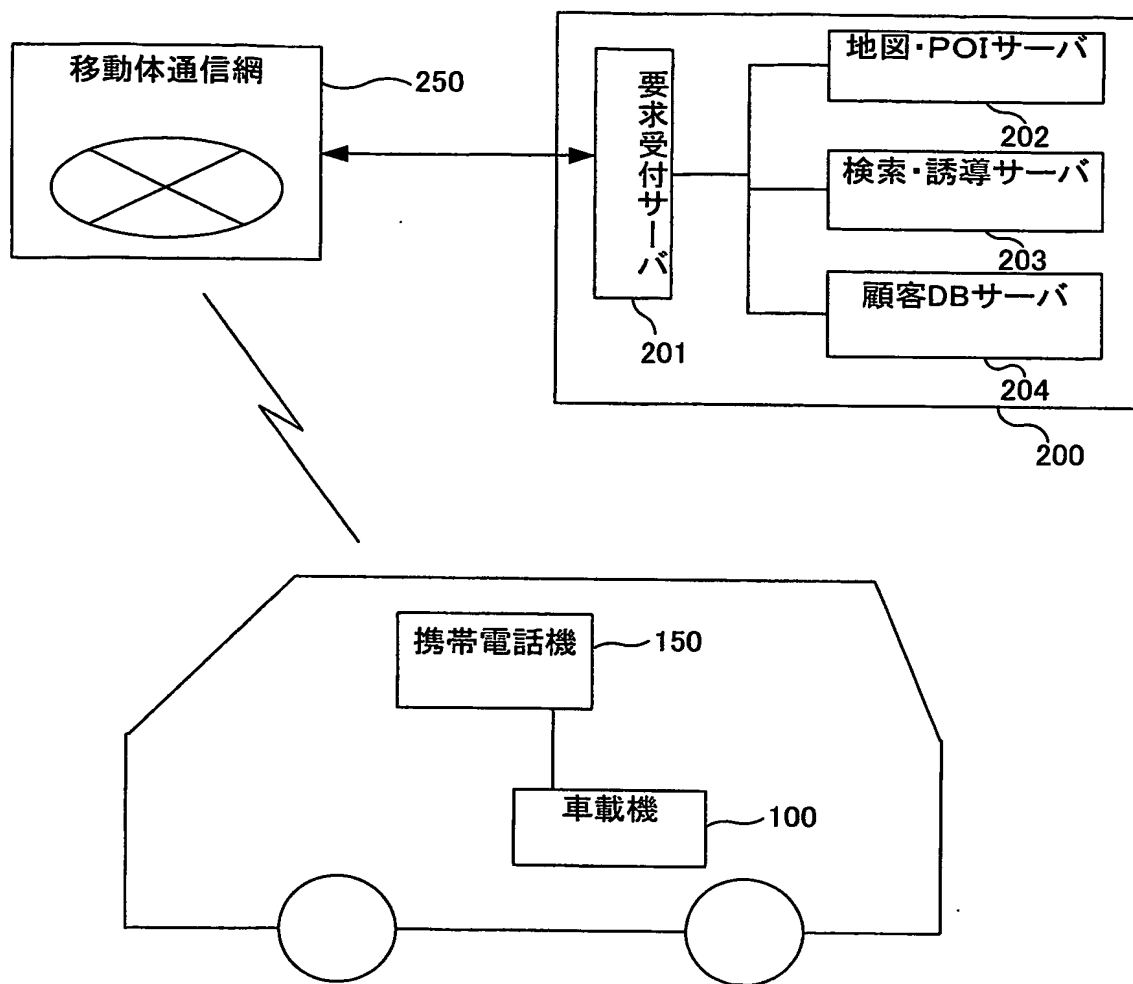 移動体通信網
250
要求受付サーバ
201
地図・POIサーバ
202
検索・誘導サーバ
203
顧客DBサーバ
204
200
携帯電話機
150
車載機
100